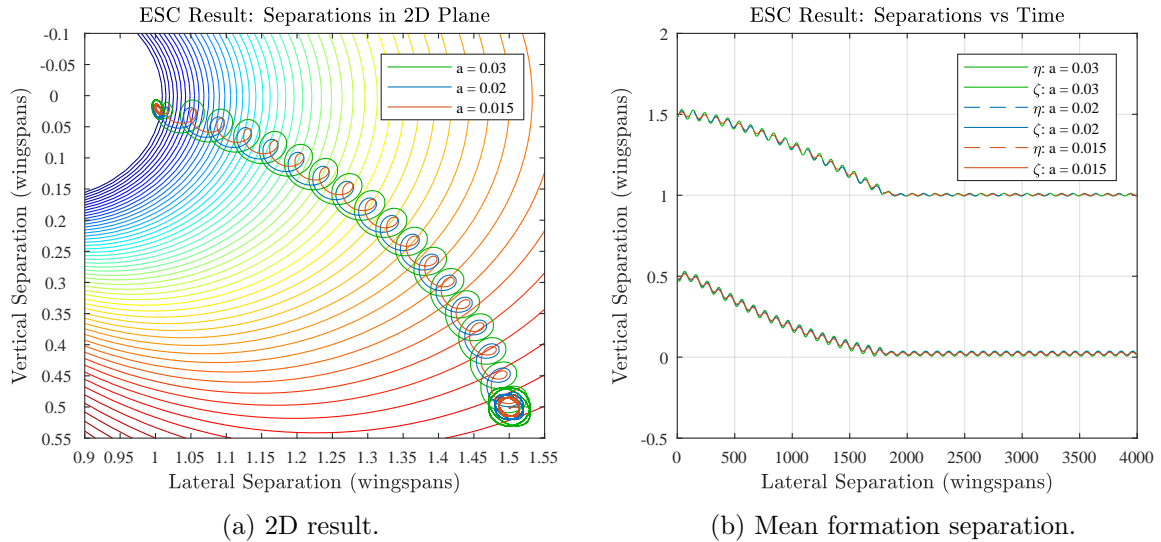 ESC Result: Separations in 2D Plane
-0.1
-0.05
0
0.05
0.1
0.15
0.2
0.25
0.3
0.35
0.4
0.45
0.5
0.55
Vertical Separation (wingspans)
a = 0.03
a = 0.02
a = 0.015
0.9 0.95 1 1.05 1.1 1.15 1.2 1.25 1.3 1.35 1.4 1.45 1.5 1.55
Lateral Separation (wingspans)
(a) 2D result.
ESC Result: Separations vs Time
2
1.5
1
0.5
0
-0.5
Vertical Separation (wingspans)
η: a = 0.03
ζ: a = 0.03
η: a = 0.02
ζ: a = 0.02
η: a = 0.015
ζ: a = 0.015
0 500 1000 1500 2000 2500 3000 3500 4000
Lateral Separation (wingspans)
(b) Mean formation separation.